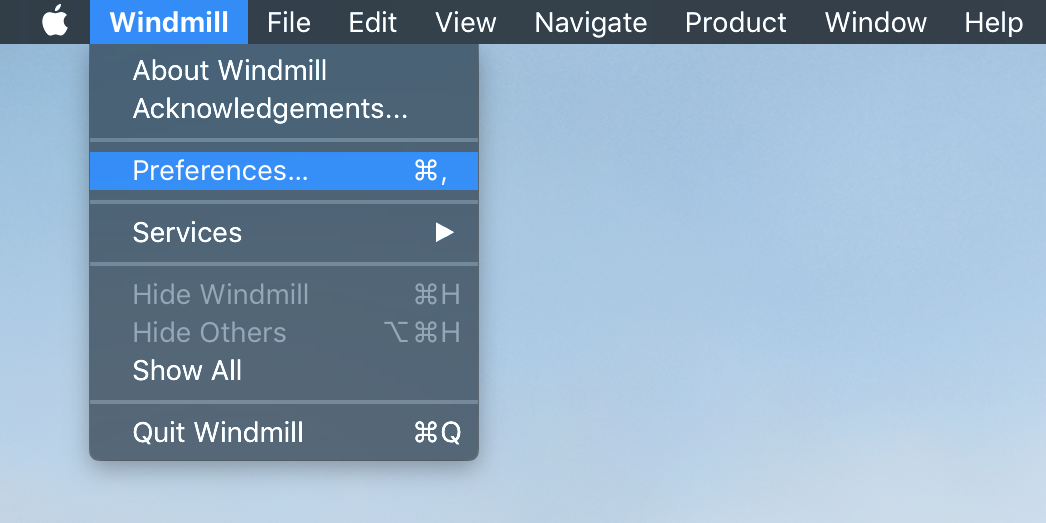 Windmill File Edit View Navigate Product Window Help
About Windmill
Acknowledgements...
Preferences... ⌘,
Services ▶
Hide Windmill ⌘H
Hide Others ⌥⌘H
Show All
Quit Windmill ⌘Q